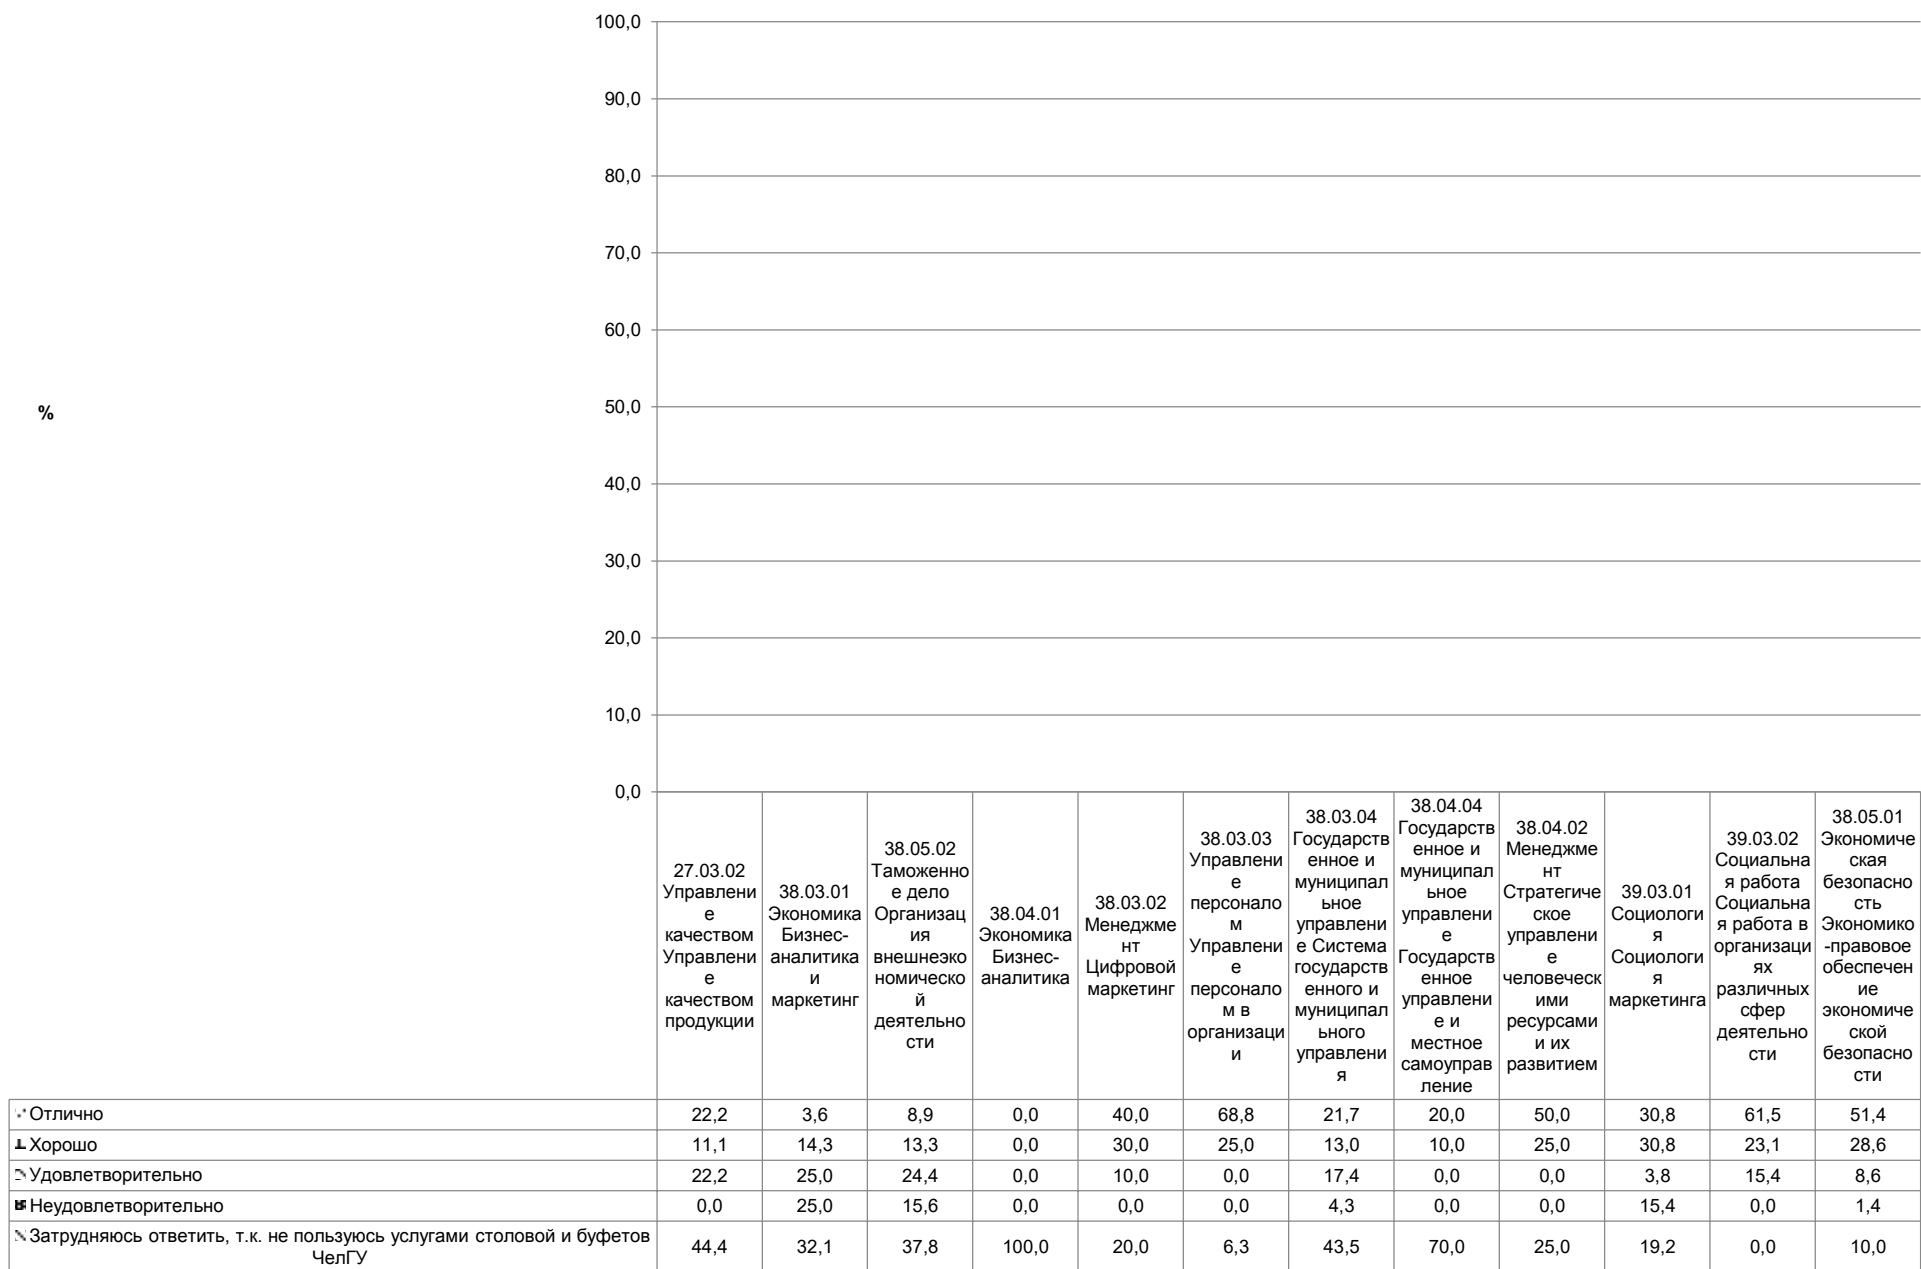 100,0
90,0
80,0
70,0
60,0
%
50,0
40,0
30,0
20,0
10,0
0,0
27.03.02
Управлени
е
качеством
Управлени
е
качеством
продукции
38.03.01
Экономика
Бизнес-
аналитика
и
маркетинг
38.05.02
Таможенно
е дело
Организац
ия
внешнеэко
номическо
й
деятельно
сти
38.04.01
Экономика
Бизнес-
аналитика
38.03.02
Менеджме
нт
Цифровой
маркетинг
38.03.03
Управлени
е
персонало
м
Управлени
е
персонало
м в
организаци
и
38.03.04
Государств
енное и
муниципал
ьное
управлени
е Система
государств
енного и
муниципал
ьного
управлени
я
38.04.04
Государств
енное и
муниципал
ьное
управлени
е
Государств
енное
управлени
е и
местное
самоуправ
ление
38.04.02
Менеджме
нт
Стратегиче
ское
управлени
е
человеческ
ими
ресурсами
и их
развитием
39.03.01
Социологи
я
Социологи
я
маркетинга
39.03.02
Социальна
я работа
Социальна
я работа в
организаци
ях
различных
сфер
деятельно
сти
38.05.01
Экономиче
ская
безопасно
сть
Экономико
-правовое
обеспечен
ие
экономиче
ской
безопасно
сти
Отлично 22,2 3,6 8,9 0,0 40,0 68,8 21,7 20,0 50,0 30,8 61,5 51,4
Хорошо 11,1 14,3 13,3 0,0 30,0 25,0 13,0 10,0 25,0 30,8 23,1 28,6
Удовлетворительно 22,2 25,0 24,4 0,0 10,0 0,0 17,4 0,0 0,0 3,8 15,4 8,6
Неудовлетворительно 0,0 25,0 15,6 0,0 0,0 0,0 4,3 0,0 0,0 15,4 0,0 1,4
Затрудняюсь ответить, т.к. не пользуюсь услугами столовой и буфетов
ЧелГУ
44,4 32,1 37,8 100,0 20,0 6,3 43,5 70,0 25,0 19,2 0,0 10,0